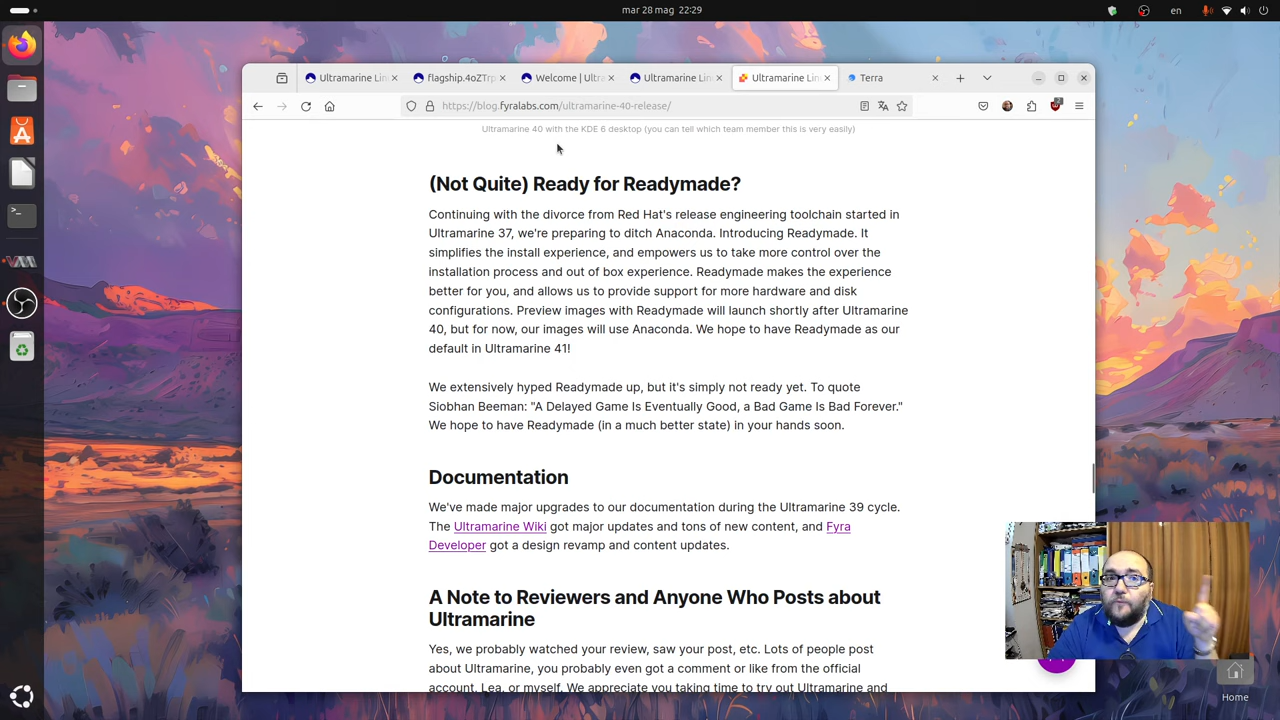 mar 28 mag 22:29
en
Ultramarine Lin
flagship.4oZTrp
Welcome | Ultra
Ultramarine Lin
Ultramarine Lin
Terra
https://blog.fyralabs.com/ultramarine-40-release/
Ultramarine 40 with the KDE 6 desktop (you can tell which team member this is very easily)
(Not Quite) Ready for Readymade?
Continuing with the divorce from Red Hat's release engineering toolchain started in
Ultramarine 37, we're preparing to ditch Anaconda. Introducing Readymade. It
simplifies the install experience, and empowers us to take more control over the
installation process and out of box experience. Readymade makes the experience
better for you, and allows us to provide support for more hardware and disk
configurations. Preview images with Readymade will launch shortly after Ultramarine
40, but for now, our images will use Anaconda. We hope to have Readymade as our
default in Ultramarine 41!
We extensively hyped Readymade up, but it's simply not ready yet. To quote
Siobhan Beeman: "A Delayed Game Is Eventually Good, a Bad Game Is Bad Forever."
We hope to have Readymade (in a much better state) in your hands soon.
Documentation
We've made major upgrades to our documentation during the Ultramarine 39 cycle.
The Ultramarine Wiki got major updates and tons of new content, and Fyra
Developer got a design revamp and content updates.
A Note to Reviewers and Anyone Who Posts about
Ultramarine
Yes, we probably watched your review, saw your post, etc. Lots of people post
about Ultramarine, you probably even got a comment or like from the official
account, Lea, or myself. We appreciate you taking time to try out Ultramarine and
Home